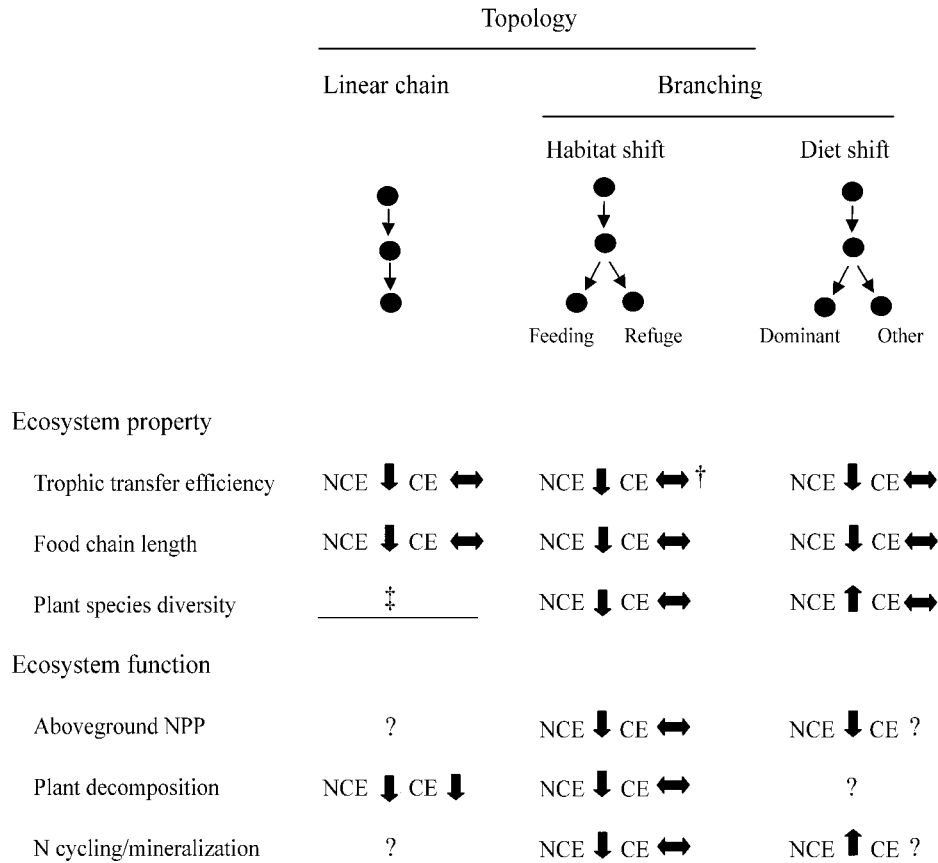 Topology
Linear chain Branching
Habitat shift Diet shift
Feeding Refuge Dominant Other
Ecosystem property
Trophic transfer efficiency NCE CE NCE CE † NCE CE
Food chain length NCE CE NCE CE NCE CE
Plant species diversity ‡ NCE CE NCE CE
Ecosystem function
Aboveground NPP ? NCE CE NCE CE ?
Plant decomposition NCE CE NCE CE ?
N cycling/mineralization ? NCE CE NCE CE ?